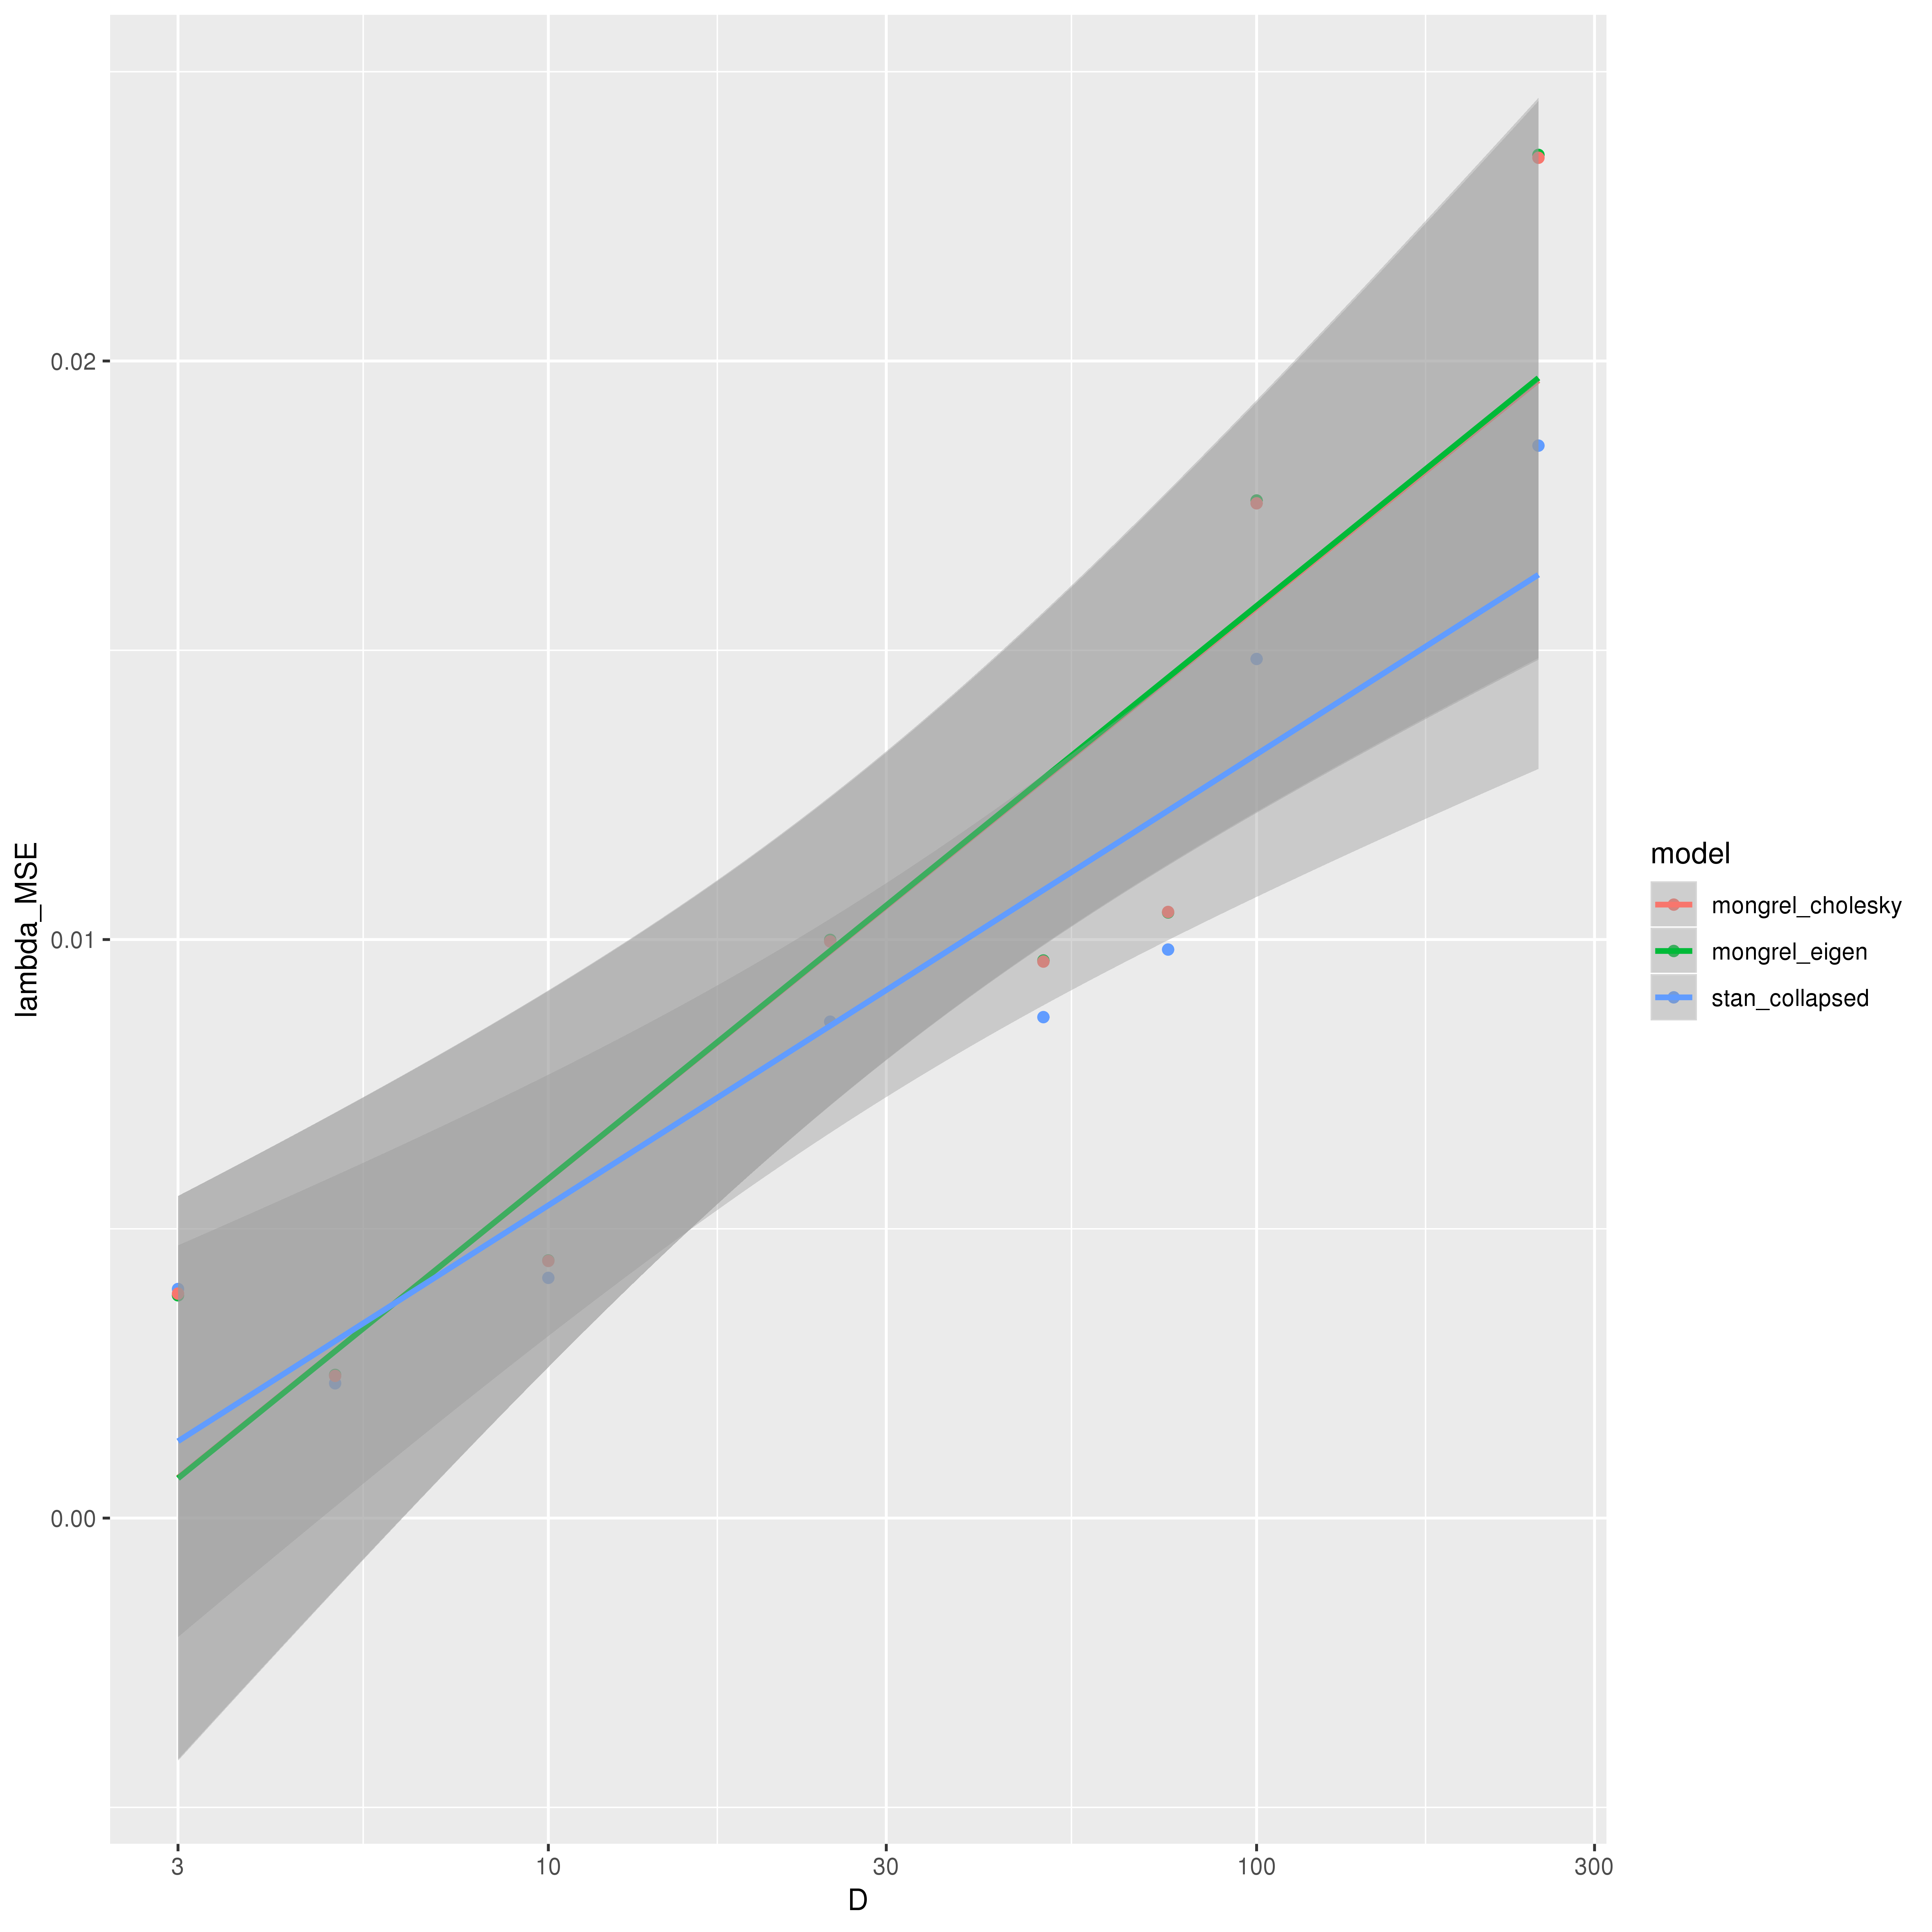 lambda_MSE
0.02
0.01
0.00
3
10
30
100
300
D
model
mongrel_cholesky
mongrel_eigen
stan_collapsed